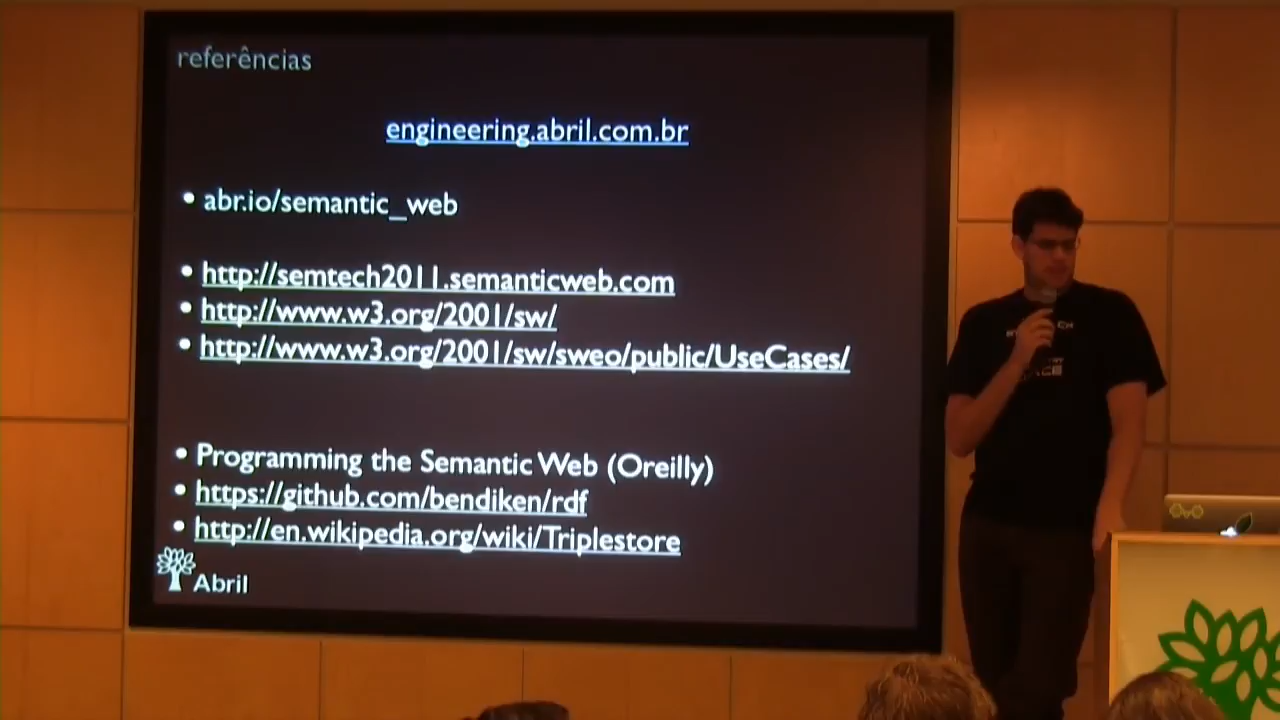 referências
engineering.abril.com.br
• abr.io/semantic_web
• http://semtech2011.semanticweb.com
• http://www.w3.org/2001/sw/
• http://www.w3.org/2001/sw/sweo/public/UseCases/
• Programming the Semantic Web (Oreilly)
• https://github.com/bendiken/rdf
• http://en.wikipedia.org/wiki/Triplestore
Abril